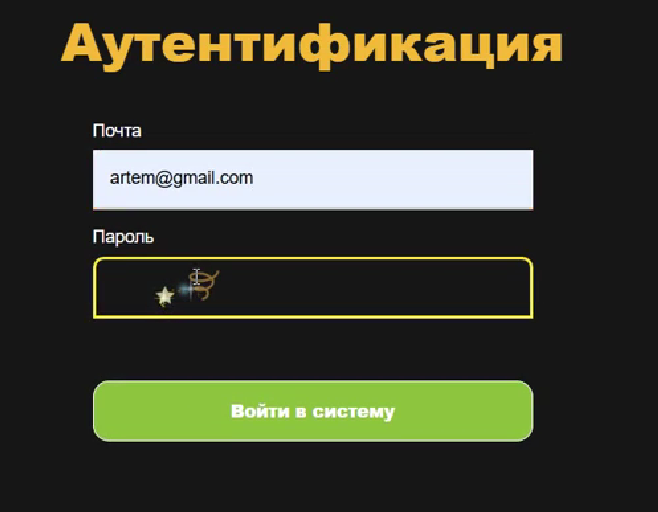 Аутентификация
Почта
artem@gmail.com
Пароль
Войти в систему